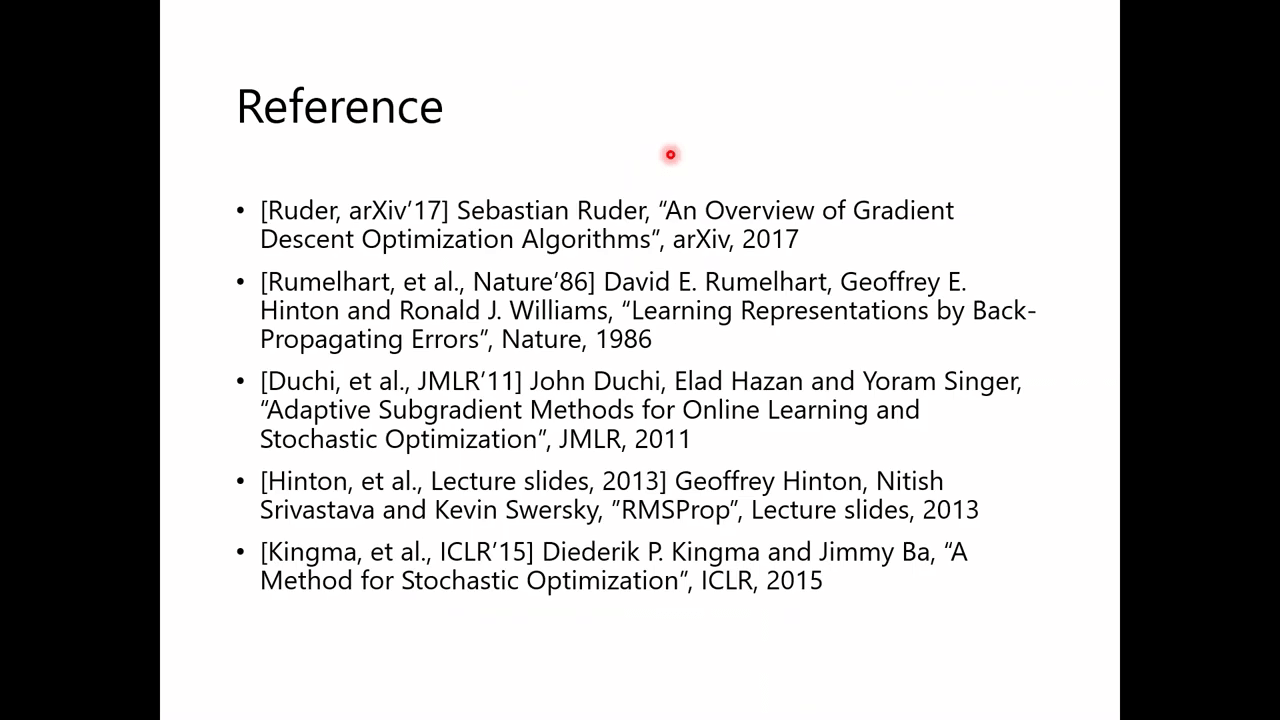 Reference
• [Ruder, arXiv’17] Sebastian Ruder, “An Overview of Gradient
Descent Optimization Algorithms”, arXiv, 2017
• [Rumelhart, et al., Nature’86] David E. Rumelhart, Geoffrey E.
Hinton and Ronald J. Williams, “Learning Representations by Back-
Propagating Errors”, Nature, 1986
• [Duchi, et al., JMLR’11] John Duchi, Elad Hazan and Yoram Singer,
“Adaptive Subgradient Methods for Online Learning and
Stochastic Optimization”, JMLR, 2011
• [Hinton, et al., Lecture slides, 2013] Geoffrey Hinton, Nitish
Srivastava and Kevin Swersky, ”RMSProp”, Lecture slides, 2013
• [Kingma, et al., ICLR’15] Diederik P. Kingma and Jimmy Ba, “A
Method for Stochastic Optimization”, ICLR, 2015